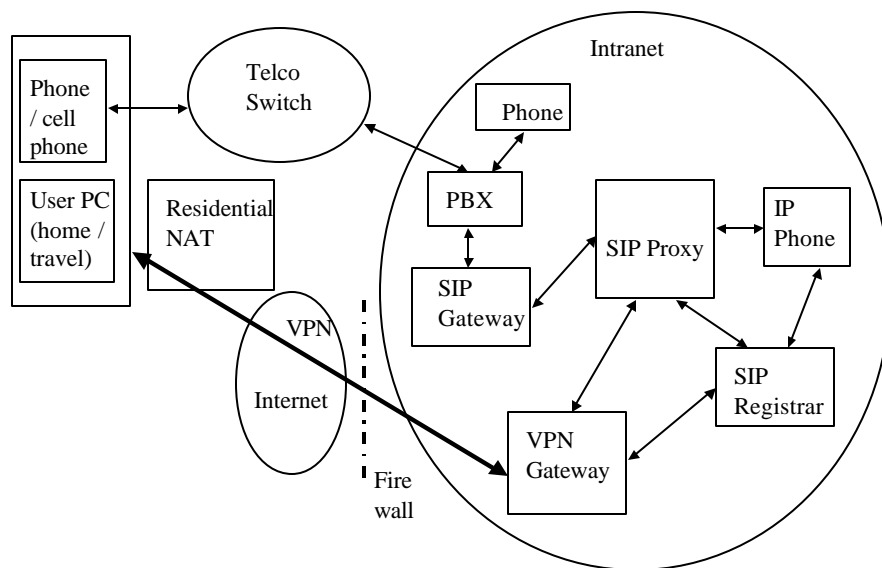 Phone
/ cell
phone
User PC
(home /
travel)
Telco
Switch
Residential
NAT
VPN
Internet
Fire
wall
Intranet
Phone
PBX
SIP
Gateway
SIP Proxy
IP
Phone
SIP
Registrar
VPN
Gateway